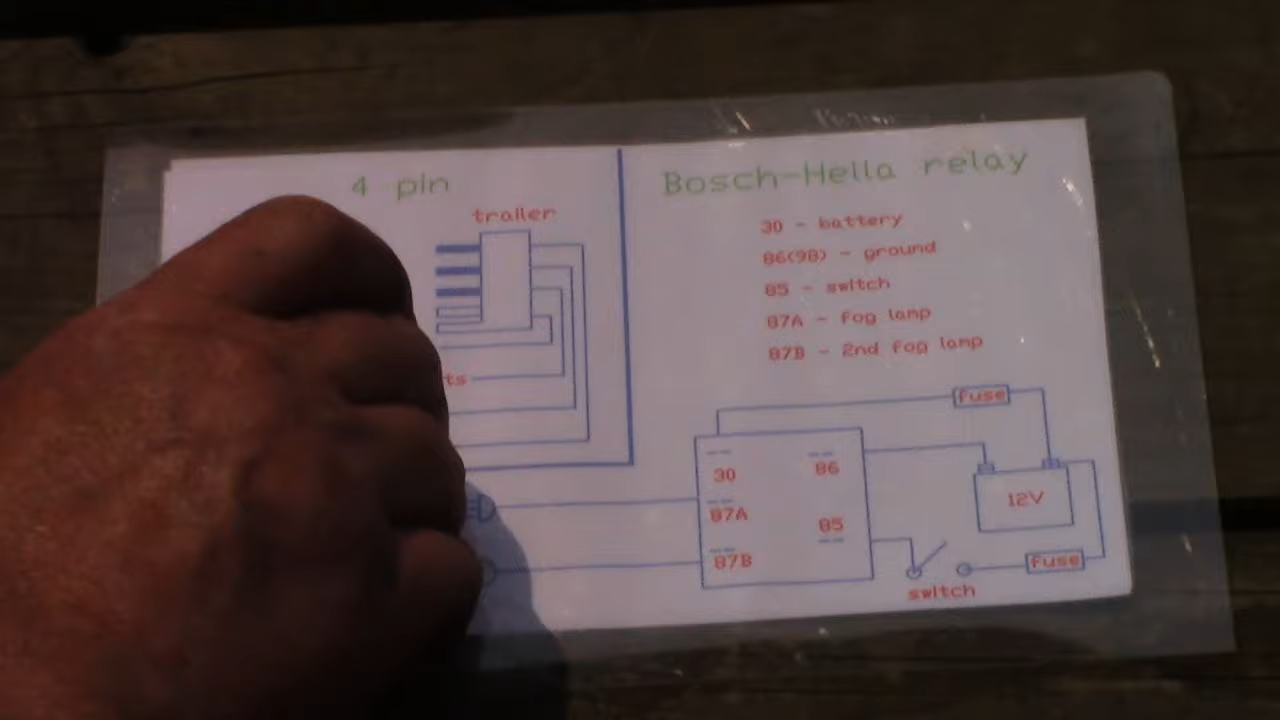 4 pin
trailer
ts
Bosch-Hella relay
30 - battery
86(98) - ground
85 - switch
87A - fog lamp
87B - 2nd fog lamp
fuse
30
86
87A
85
87B
12V
fuse
switch